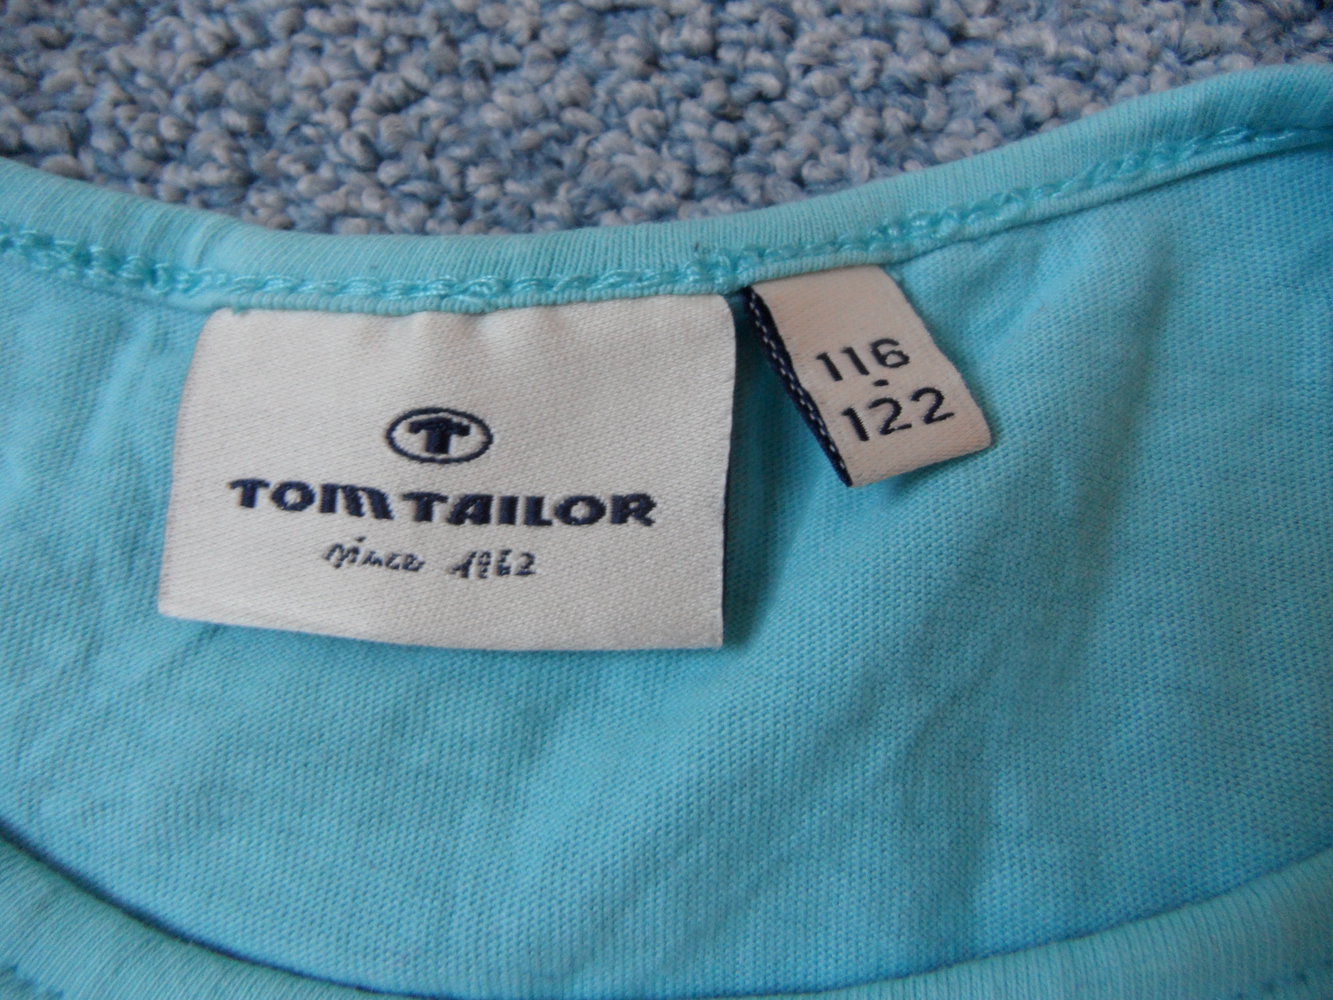 T
TOM TAILOR
since 1962
116
-
122